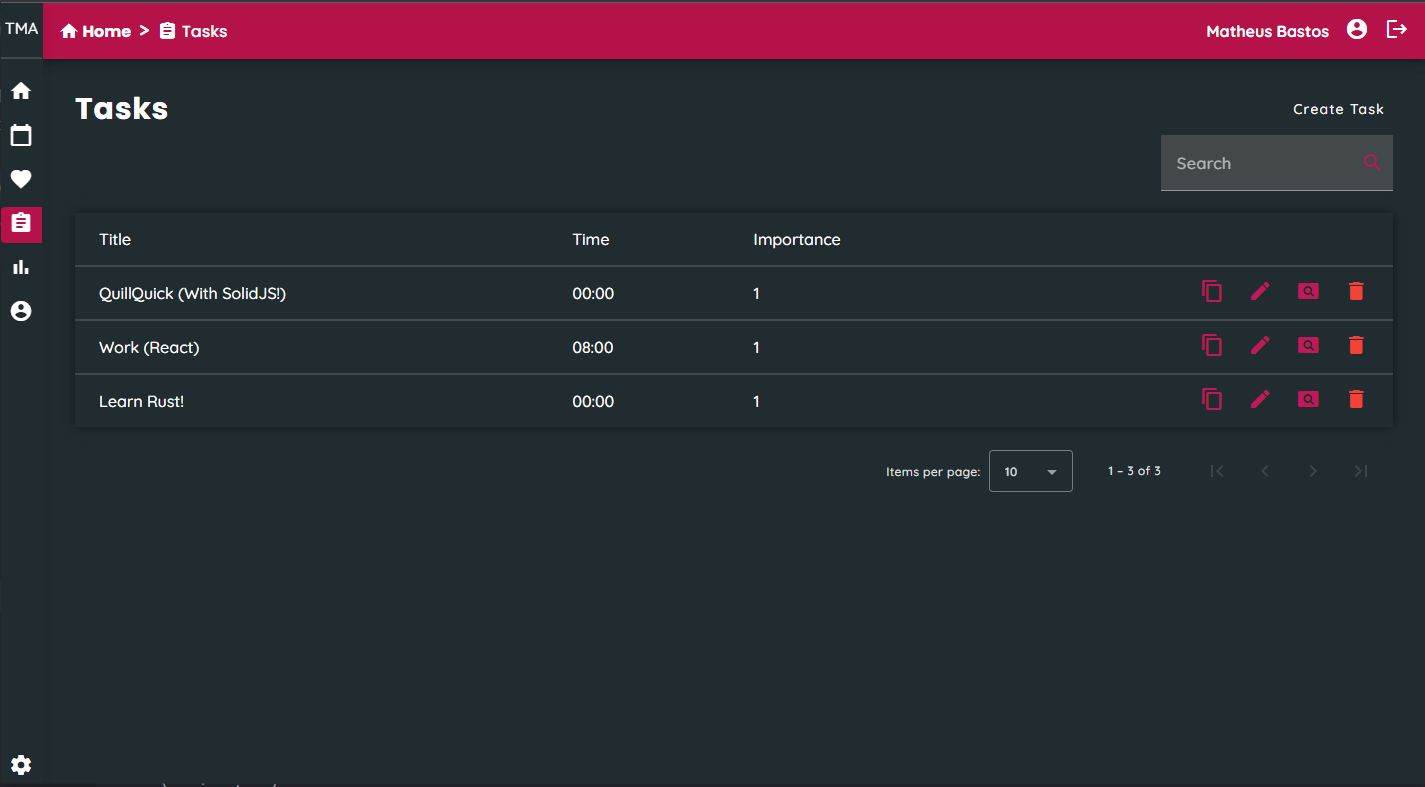 TMA
Home > Tasks
Matheus Bastos
Tasks
Create Task
Search
Title Time Importance
QuillQuick (With SolidJS!) 00:00 1
Work (React) 08:00 1
Learn Rust! 00:00 1
Items per page: 10 1 – 3 of 3